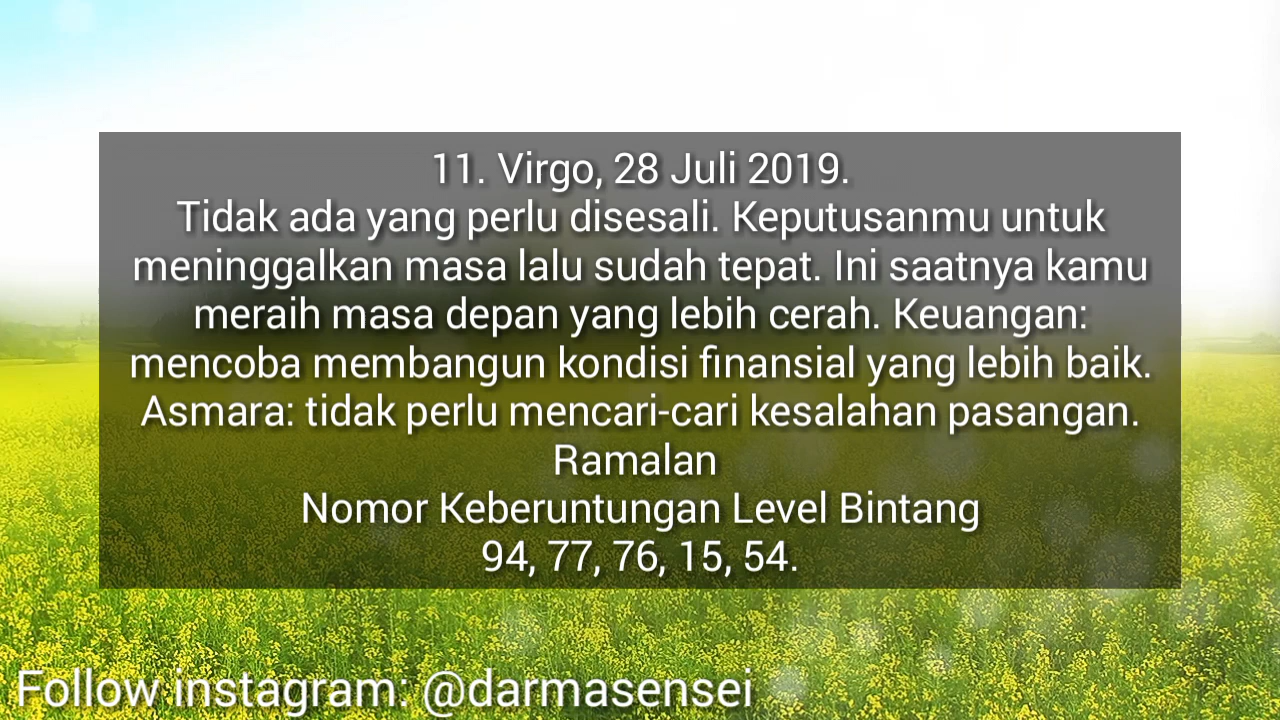 11. Virgo, 28 Juli 2019.
Tidak ada yang perlu disesali. Keputusanmu untuk
meninggalkan masa lalu sudah tepat. Ini saatnya kamu
meraih masa depan yang lebih cerah. Keuangan:
mencoba membangun kondisi finansial yang lebih baik.
Asmara: tidak perlu mencari-cari kesalahan pasangan.
Ramalan
Nomor Keberuntungan Level Bintang
94, 77, 76, 15, 54.
Follow instagram: @darmasensei